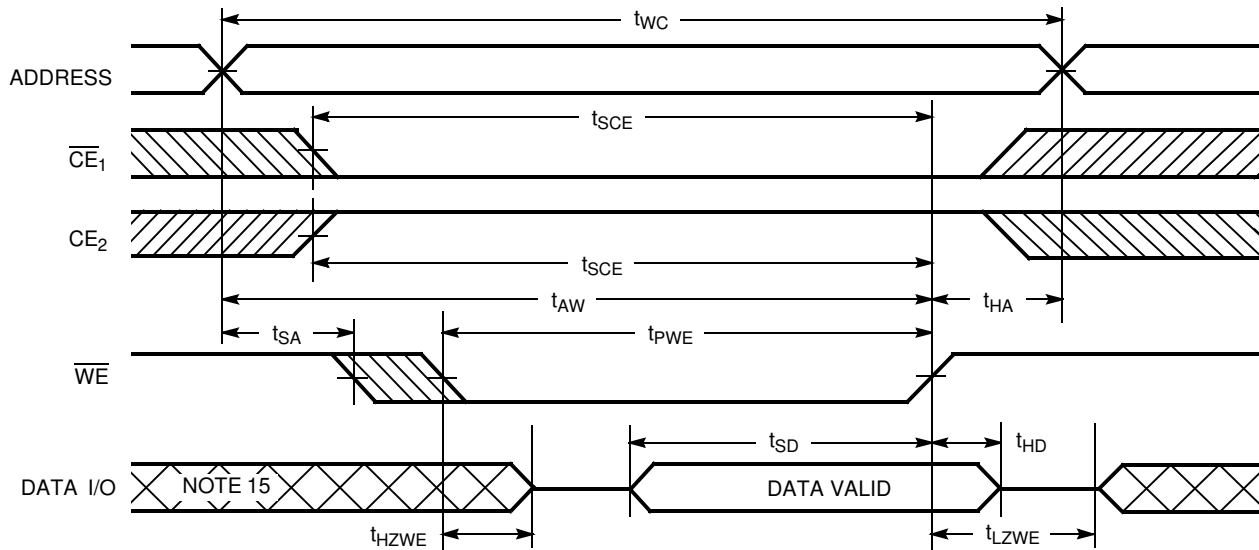 tWC
ADDRESS
tSCE
CE1
CE2
tSCE
tAW
tHA
tSA
tPWE
WE
tSD
tHD
DATA I/O
NOTE 15
DATA VALID
tHZWE
tLZWE